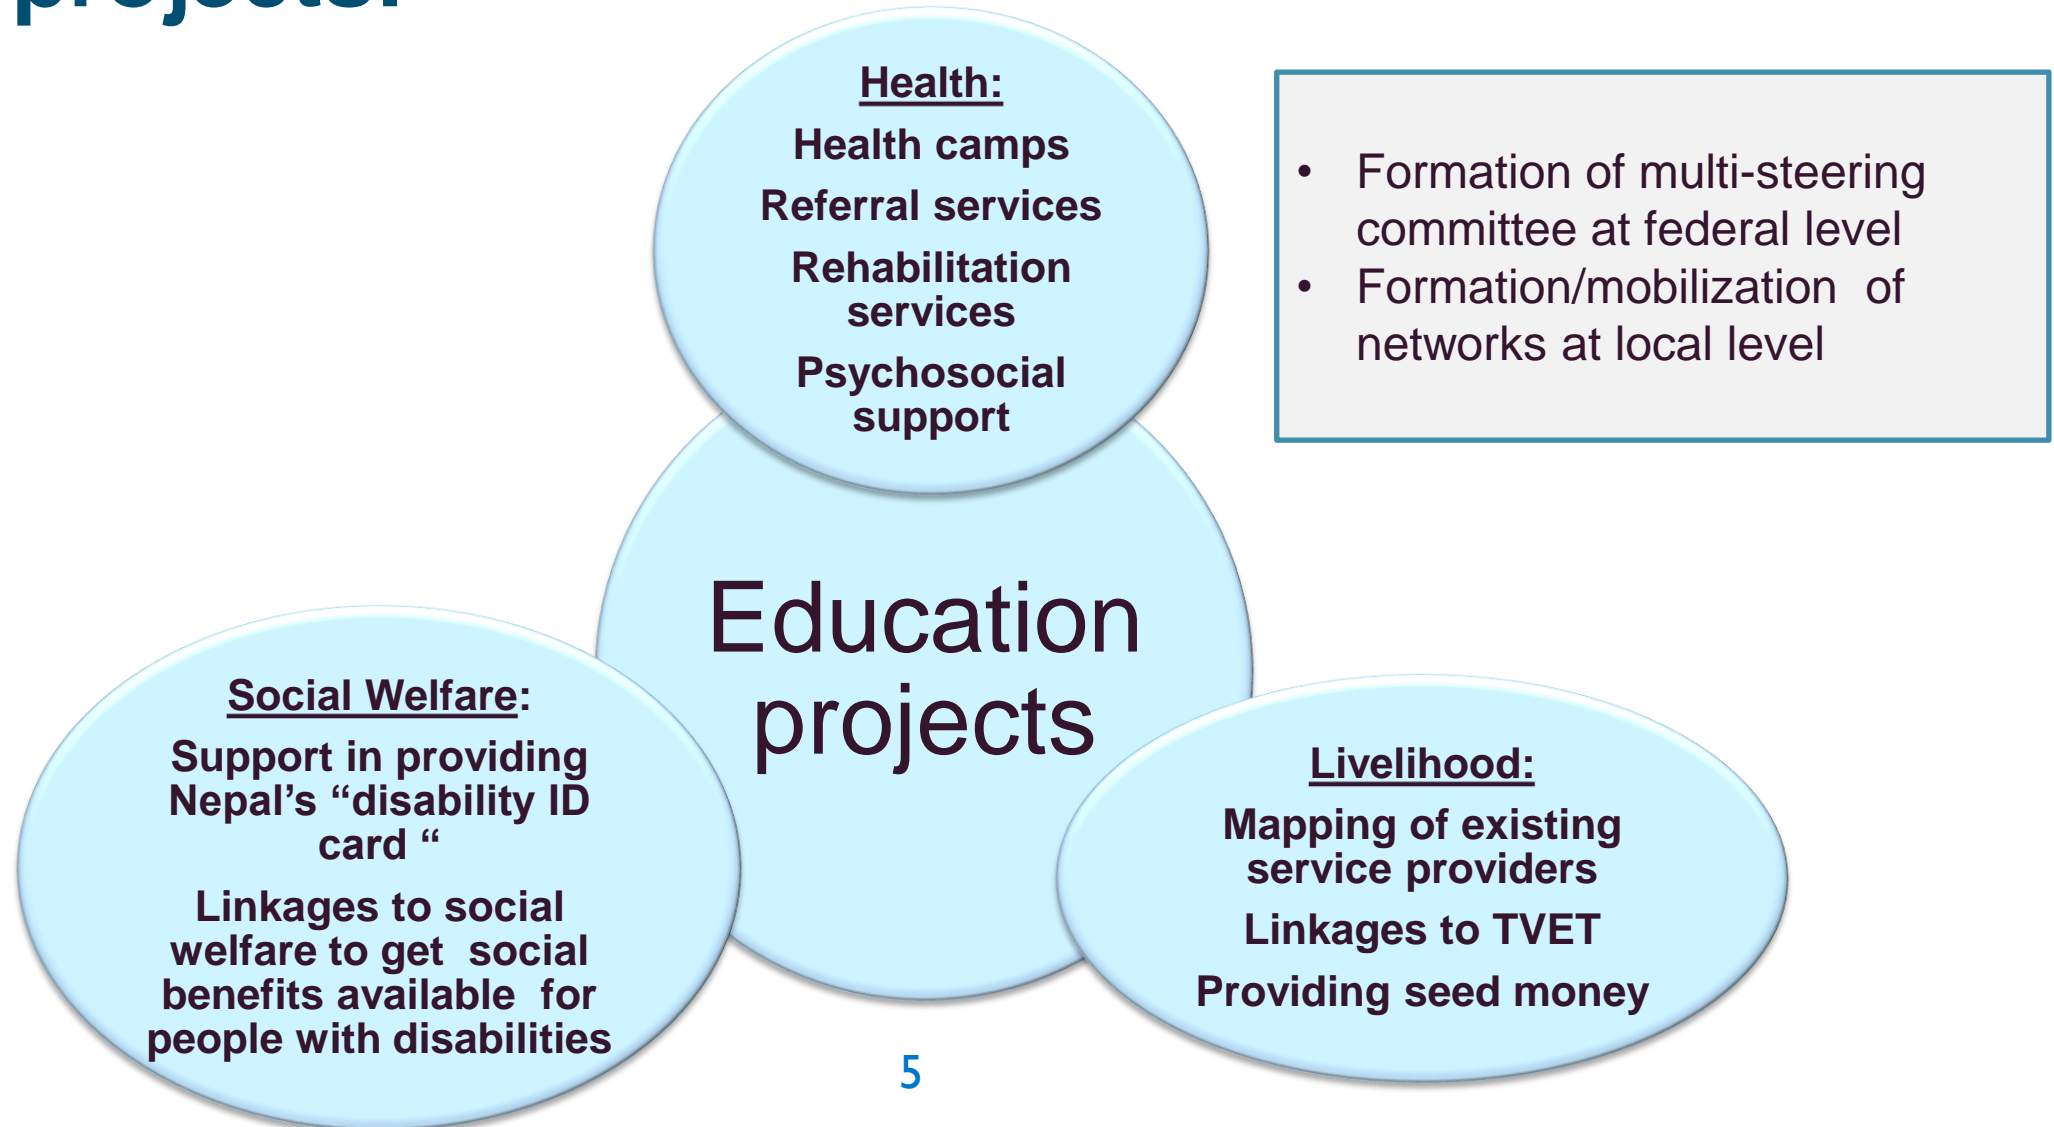 projects:
Health:
Health camps
Referral services
Rehabilitation
services
Psychosocial
support
• Formation of multi-steering
committee at federal level
• Formation/mobilization  of
networks at local level
Education
projects
Social Welfare:
Support in providing
Nepal’s “disability ID
card “
Linkages to social
welfare to get  social
benefits available  for
people with disabilities
Livelihood:
Mapping of existing
service providers
Linkages to TVET
Providing seed money
5